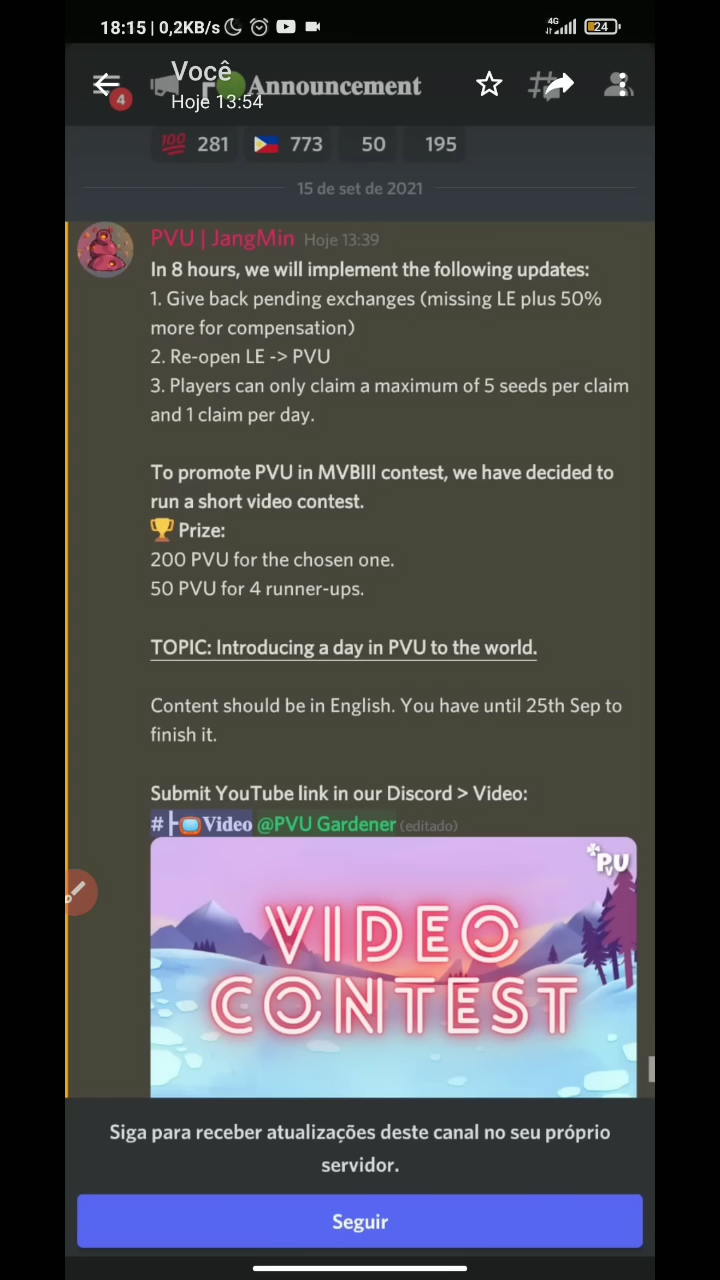 18:15 | 0,2KB/s
4G
24
Você
Announcement
4
Hoje 13:54
281 773 50 195
15 de set de 2021
PVU | JangMin Hoje 13:39
In 8 hours, we will implement the following updates:
1. Give back pending exchanges (missing LE plus 50%
more for compensation)
2. Re-open LE -> PVU
3. Players can only claim a maximum of 5 seeds per claim
and 1 claim per day.
To promote PVU in MVBIII contest, we have decided to
run a short video contest.
🏆 Prize:
200 PVU for the chosen one.
50 PVU for 4 runner-ups.
TOPIC: Introducing a day in PVU to the world.
Content should be in English. You have until 25th Sep to
finish it.
Submit YouTube link in our Discord > Video:
#├📺Video @PVU Gardener (editado)
PVU
VIDEO
CONTEST
Siga para receber atualizações deste canal no seu próprio
servidor.
Seguir